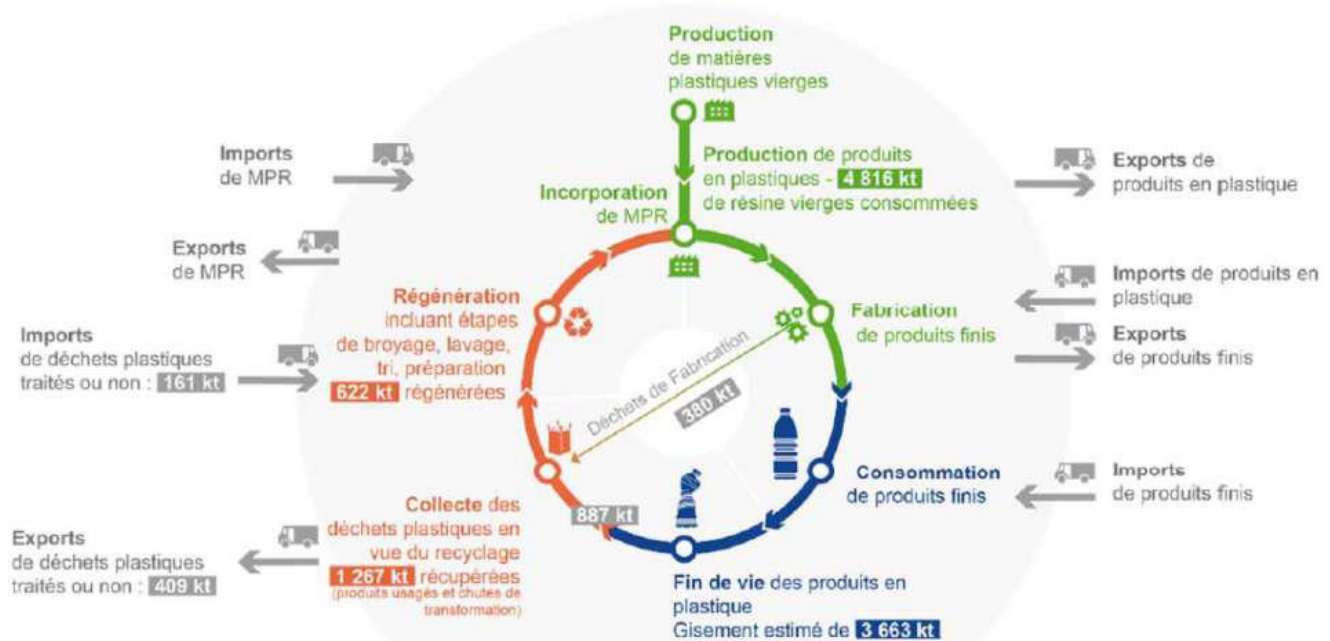 Production
de matières
plastiques vierges
Imports
de MPR
Production de produits
en plastiques - 4 816 kt
de résine vierges consommées
Exports de
produits en plastique
Incorporation
de MPR
Exports
de MPR
Imports de produits en
plastique
Régénération
incluant étapes
de broyage, lavage,
tri, préparation
622 kt régénérées
Fabrication
de produits finis
Exports
de produits finis
Imports
de déchets plastiques
traités ou non : 161 kt
Déchets de Fabrication
380 kt
Consommation
de produits finis
Imports
de produits finis
887 kt
Collecte des
déchets plastiques en
vue du recyclage
1 267 kt récupérées
(produits usagés et chutes de
transformation)
Exports
de déchets plastiques
traités ou non : 409 kt
Fin de vie des produits en
plastique
Gisement estimé de 3 663 kt